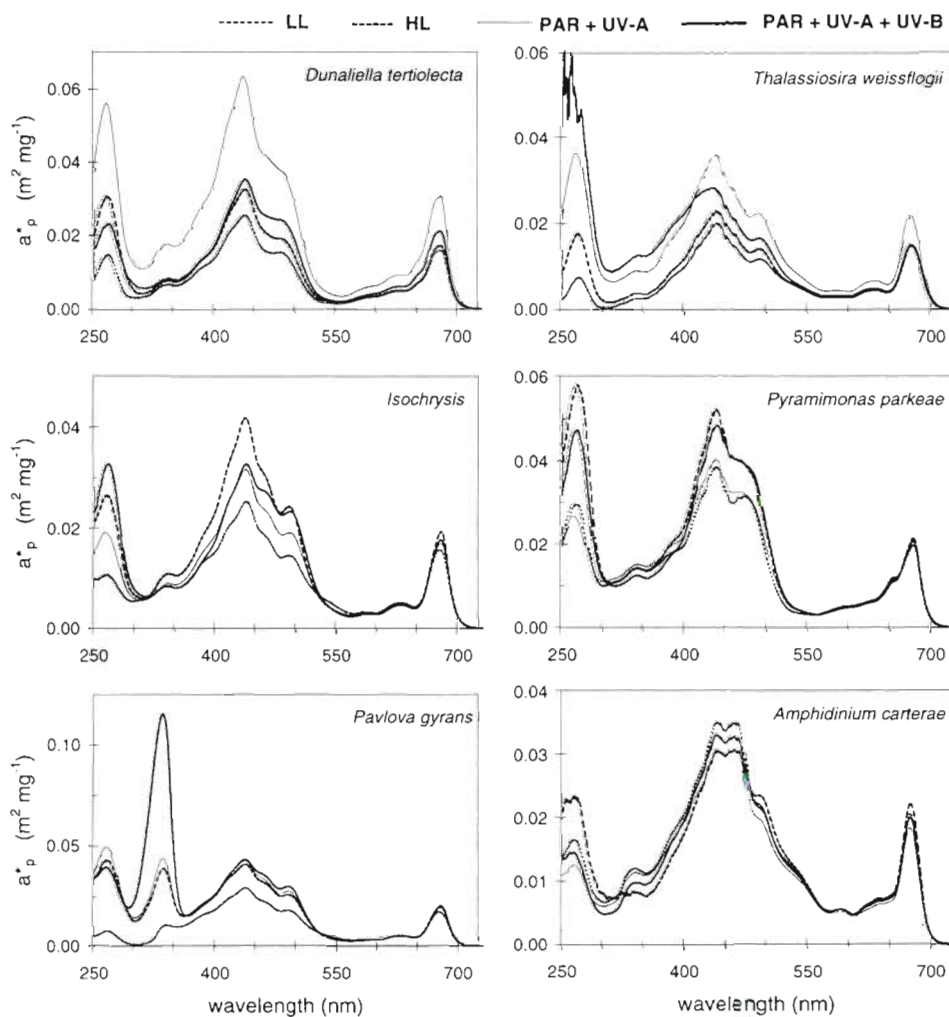 LL HL PAR + UV-A PAR + UV-A + UV-B
Dunaliella tertiolecta
Thalassiosira weissflogii
a*p (m² mg⁻¹)
0.06
0.04
0.02
0.00
250 400 550 700
0.06
0.04
0.02
0.00
250 400 550 700
Isochrysis
Pyramimonas parkeae
a*p (m² mg⁻¹)
0.04
0.02
0.00
250 400 550 700
0.06
0.04
0.02
0.00
250 400 550 700
Pavlova gyrans
Amphidinium carterae
a*p (m² mg⁻¹)
0.10
0.05
0.00
250 400 550 700
wavelength (nm)
0.04
0.03
0.02
0.01
0.00
250 400 550 700
wavelength (nm)